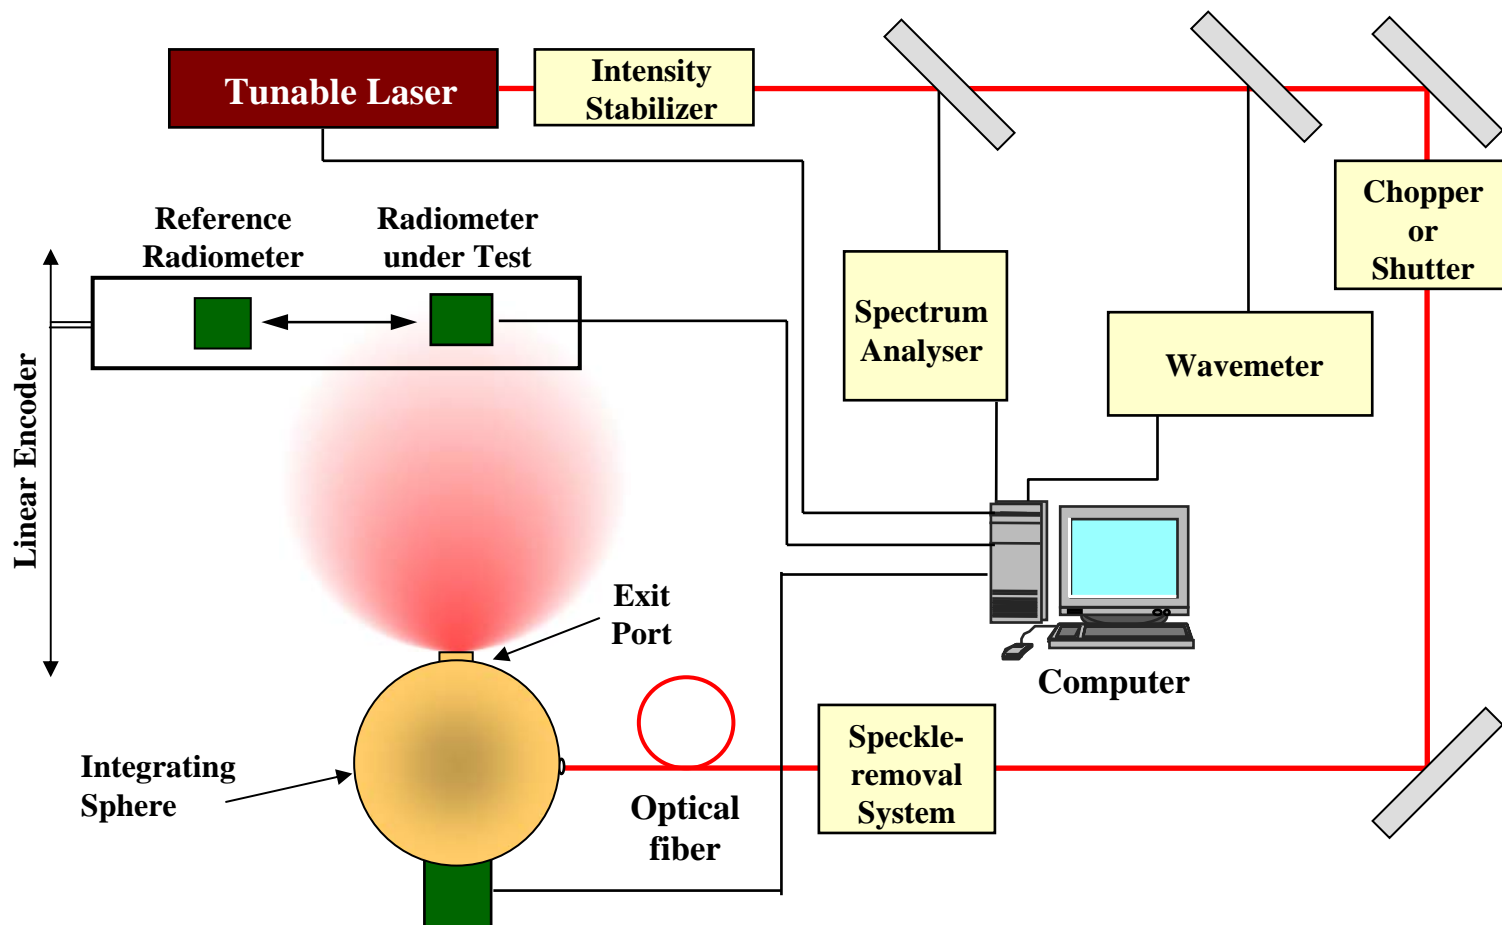 Tunable Laser
Intensity
Stabilizer
Chopper
or
Shutter
Reference
Radiometer
Radiometer
under Test
Spectrum
Analyser
Wavemeter
Linear Encoder
Exit
Port
Computer
Integrating
Sphere
Optical
fiber
Speckle-
removal
System